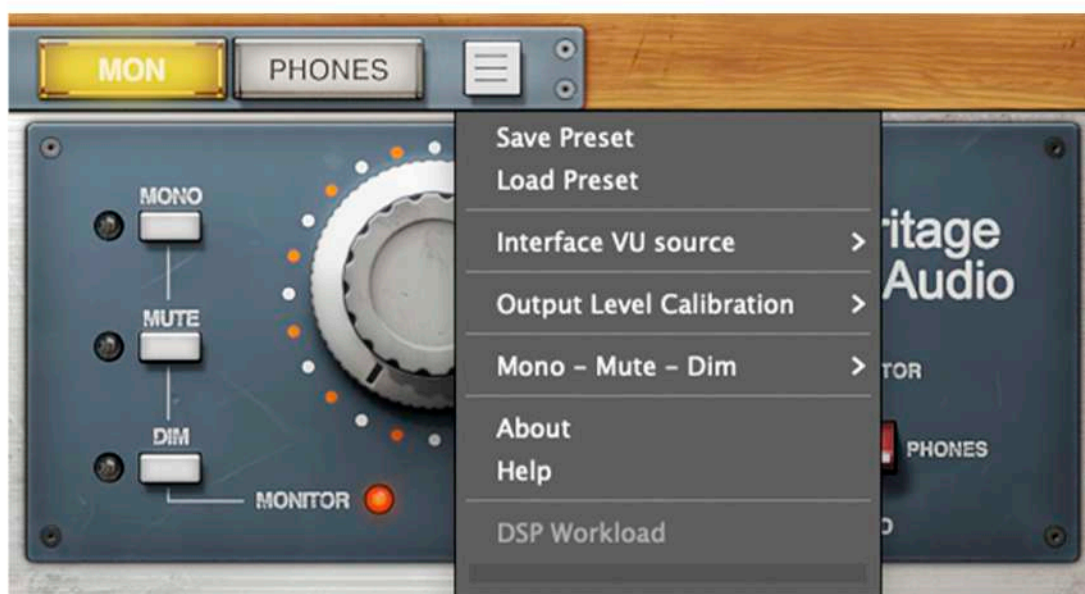 MON
PHONES
Save Preset
Load Preset
Interface VU source
Output Level Calibration
Mono – Mute – Dim
About
Help
DSP Workload
MONO
MUTE
DIM
MONITOR
ritage
Audio
TOR
PHONES